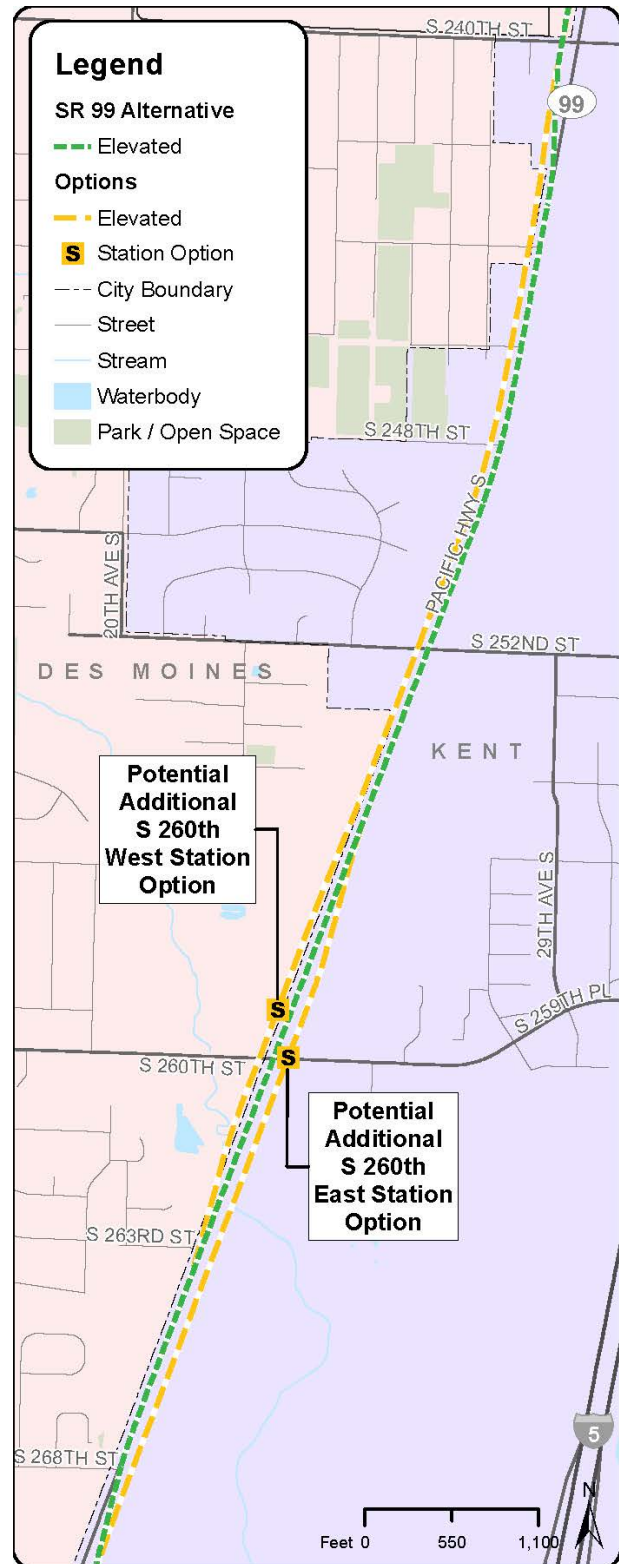 S 240TH ST
Legend
SR 99 Alternative
Elevated
Options
Elevated
S Station Option
City Boundary
Street
Stream
Waterbody
Park / Open Space
99
S 248TH ST
PACIFIC HWY S
20TH AVE S
S 252ND ST
DES MOINES
KENT
Potential
Additional
S 260th
West Station
Option
29TH AVE S
S 259TH PL
S
S
S 260TH ST
Potential
Additional
S 260th
East Station
Option
S 263RD ST
S 268TH ST
5
N
Feet 0 550 1,100